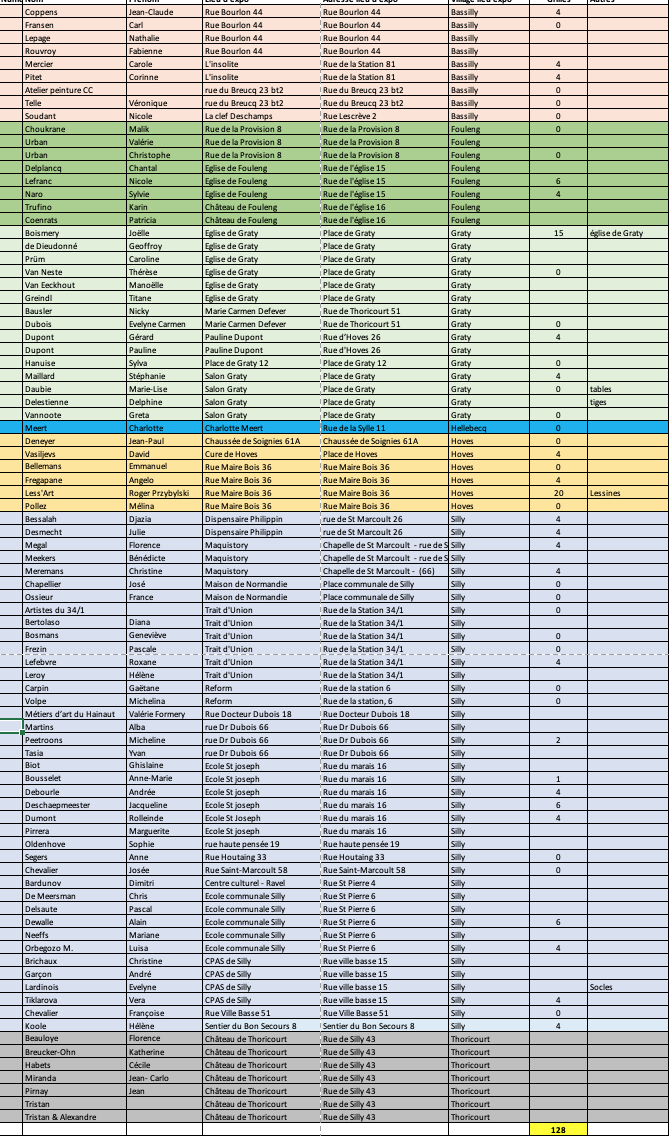 Nom Prénom Lieu d'expo Adresse lieu d'expo Village lieu expo Grilles Autres
Coppens Jean-Claude Rue Bourlon 44 Rue Bourlon 44 Bassilly 4
Fransen Carl Rue Bourlon 44 Rue Bourlon 44 Bassilly 0
Lepage Nathalie Rue Bourlon 44 Rue Bourlon 44 Bassilly
Rouvroy Fabienne Rue Bourlon 44 Rue Bourlon 44 Bassilly
Mercier Carole L'insolite Rue de la Station 81 Bassilly 4
Pitet Corinne L'insolite Rue de la Station 81 Bassilly 4
Atelier peinture CC rue du Breucq 23 bt2 Rue du Breucq 23 bt2 Bassilly 0
Telle Véronique rue du Breucq 23 bt2 Rue du Breucq 23 bt2 Bassilly 0
Soudant Nicole La clef Deschamps Rue Lescrève 2 Bassilly 0
Choukrane Malik Rue de la Provision 8 Rue de la Provision 8 Fouleng 0
Urban Valérie Rue de la Provision 8 Rue de la Provision 8 Fouleng
Urban Christophe Rue de la Provision 8 Rue de la Provision 8 Fouleng 0
Delplancq Chantal Eglise de Fouleng Rue de l'église 15 Fouleng
Lefranc Nicole Eglise de Fouleng Rue de l'église 15 Fouleng 6
Naro Sylvie Eglise de Fouleng Rue de l'église 15 Fouleng 4
Trufino Karin Château de Fouleng Rue de l'église 16 Fouleng
Coenrats Patricia Château de Fouleng Rue de l'église 16 Fouleng
Boismery Joëlle Eglise de Graty Place de Graty Graty 15 église de Graty
de Dieudonné Geoffroy Eglise de Graty Place de Graty Graty
Prüm Caroline Eglise de Graty Place de Graty Graty
Van Neste Thérèse Eglise de Graty Place de Graty Graty 0
Van Eeckhout Manoëlle Eglise de Graty Place de Graty Graty
Greindl Titane Eglise de Graty Place de Graty Graty
Bausler Nicky Marie Carmen Defever Rue de Thoricourt 51 Graty
Dubois Evelyne Carmen Marie Carmen Defever Rue de Thoricourt 51 Graty 0
Dupont Gérard Pauline Dupont Rue d'Hoves 26 Graty 4
Dupont Pauline Pauline Dupont Rue d'Hoves 26 Graty
Hanuise Sylva Place de Graty 12 Place de Graty 12 Graty 0
Maillard Stéphanie Salon Graty Place de Graty Graty 4
Daubie Marie-Lise Salon Graty Place de Graty Graty 0 tables
Delestienne Delphine Salon Graty Place de Graty Graty tiges
Vannoote Greta Salon Graty Place de Graty Graty 0
Meert Charlotte Charlotte Meert Rue de la Sylle 11 Hellebecq 0
Deneyer Jean-Paul Chaussée de Soignies 61A Chaussée de Soignies 61A Hoves 0
Vasiljevs David Cure de Hoves Place de Hoves Hoves 4
Bellemans Emmanuel Rue Maire Bois 36 Rue Maire Bois 36 Hoves 0
Fregapane Angelo Rue Maire Bois 36 Rue Maire Bois 36 Hoves 4
Less'Art Roger Przybylski Rue Maire Bois 36 Rue Maire Bois 36 Hoves 20 Lessines
Pollez Mélina Rue Maire Bois 36 Rue Maire Bois 36 Hoves 0
Bessalah Djazia Dispensaire Philippin rue de St Marcoult 26 Silly 4
Desmecht Julie Dispensaire Philippin rue de St Marcoult 26 Silly 4
Megal Florence Maquistory Chapelle de St Marcoult - rue de S Silly 4
Meekers Bénédicte Maquistory Chapelle de St Marcoult - rue de S Silly
Meremans Christine Maquistory Chapelle de St Marcoult - (66) Silly 4
Chapellier José Maison de Normandie Place communale de Silly Silly 0
Ossieur France Maison de Normandie Place communale de Silly Silly 0
Artistes du 34/1 Trait d'Union Rue de la Station 34/1 Silly 0
Bertolaso Diana Trait d'Union Rue de la Station 34/1 Silly
Bosmans Geneviève Trait d'Union Rue de la Station 34/1 Silly 0
Frezin Pascale Trait d'Union Rue de la Station 34/1 Silly 0
Lefebvre Roxane Trait d'Union Rue de la Station 34/1 Silly 4
Leroy Hélène Trait d'Union Rue de la Station 34/1 Silly
Carpin Gaëtane Reform Rue de la station 6 Silly 0
Volpe Michelina Reform Rue de la station, 6 Silly 0
Métiers d'art du Hainaut Valérie Formery Rue Docteur Dubois 18 Rue Docteur Dubois 18 Silly
Martins Alba rue Dr Dubois 66 Rue Dr Dubois 66 Silly
Peetroons Micheline rue Dr Dubois 66 Rue Dr Dubois 66 Silly 2
Tasia Yvan rue Dr Dubois 66 Rue Dr Dubois 66 Silly
Biot Ghislaine Ecole St joseph Rue du marais 16 Silly
Bousselet Anne-Marie Ecole St joseph Rue du marais 16 Silly 1
Debourle Andrée Ecole St joseph Rue du marais 16 Silly 4
Deschaepmeester Jacqueline Ecole St joseph Rue du marais 16 Silly 6
Dumont Rolleinde Ecole St Joseph Rue du marais 16 Silly 4
Pirrera Marguerite Ecole St joseph Rue du marais 16 Silly
Oldenhove Sophie rue haute pensée 19 rue haute pensée 19 Silly
Segers Anne Rue Houtaing 33 Rue Houtaing 33 Silly 0
Chevalier Josée Rue Saint-Marcoult 58 Rue Saint-Marcoult 58 Silly 0
Bardunov Dimitri Centre culturel - Ravel Rue St Pierre 4 Silly
De Meersman Chris Ecole communale Silly Rue St Pierre 6 Silly
Delsaute Pascal Ecole communale Silly Rue St Pierre 6 Silly
Dewalle Alain Ecole communale Silly Rue St Pierre 6 Silly 6
Neeffs Mariane Ecole communale Silly Rue St Pierre 6 Silly
Orbegozo M. Luisa Ecole communale Silly Rue St Pierre 6 Silly 4
Brichaux Christine CPAS de Silly Rue ville basse 15 Silly
Garçon André CPAS de Silly Rue ville basse 15 Silly
Lardinois Evelyne CPAS de Silly Rue ville basse 15 Silly Socles
Tiklarova Vera CPAS de Silly Rue ville basse 15 Silly 4
Chevalier Françoise Rue Ville Basse 51 Rue Ville Basse 51 Silly 0
Koole Hélène Sentier du Bon Secours 8 Sentier du Bon Secours 8 Silly 4
Beauloye Florence Château de Thoricourt Rue de Silly 43 Thoricourt
Breucker-Ohn Katherine Château de Thoricourt Rue de Silly 43 Thoricourt
Habets Cécile Château de Thoricourt Rue de Silly 43 Thoricourt
Miranda Jean- Carlo Château de Thoricourt Rue de Silly 43 Thoricourt
Pirnay Jean Château de Thoricourt Rue de Silly 43 Thoricourt
Tristan Château de Thoricourt Rue de Silly 43 Thoricourt
Tristan & Alexandre Château de Thoricourt Rue de Silly 43 Thoricourt
128